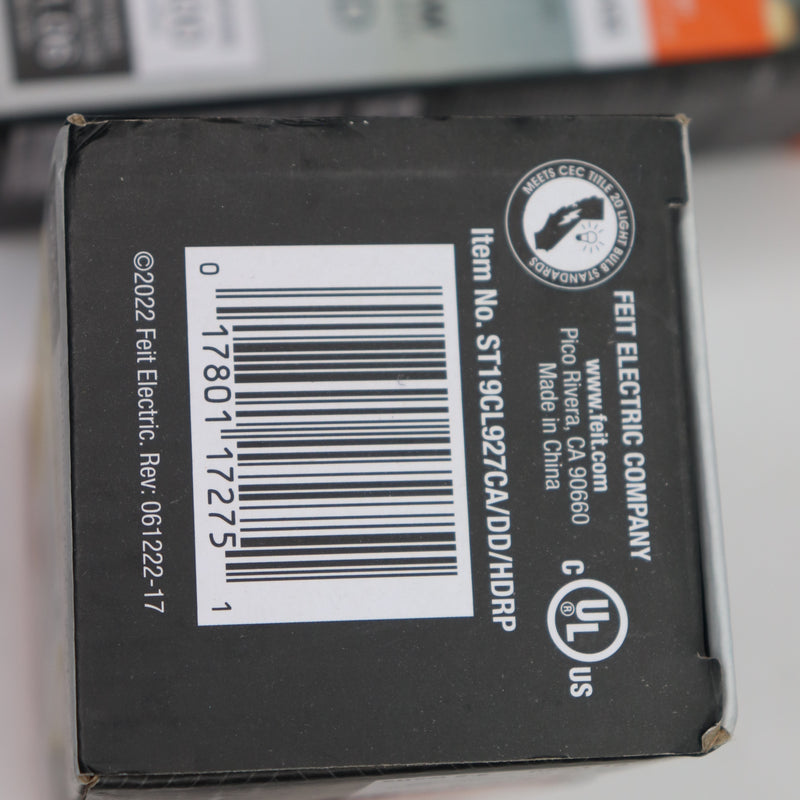 MEETS CEC TITLE 20 LIGHT BULB STANDARDS
FEIT ELECTRIC COMPANY
www.feit.com
Pico Rivera, CA 90660
Made in China
C UL ® US
Item No. ST19CL927CA/DD/HDRP
0 17801 17275 1
©2022 Feit Electric. Rev: 061222-17